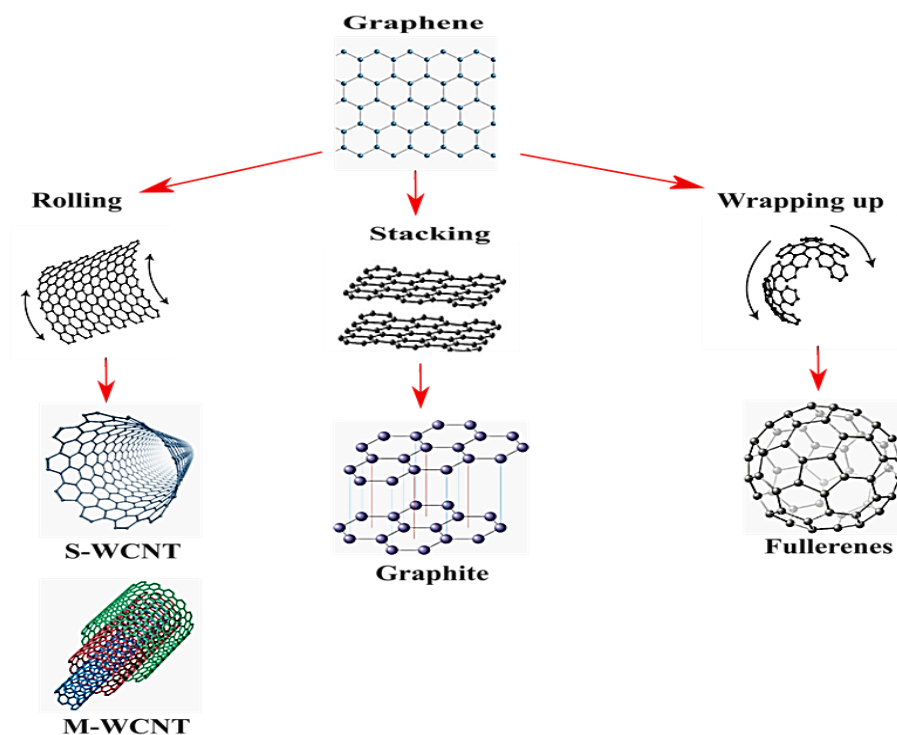 Graphene
Rolling
Stacking
Wrapping up
S-WCNT
Graphite
Fullerenes
M-WCNT